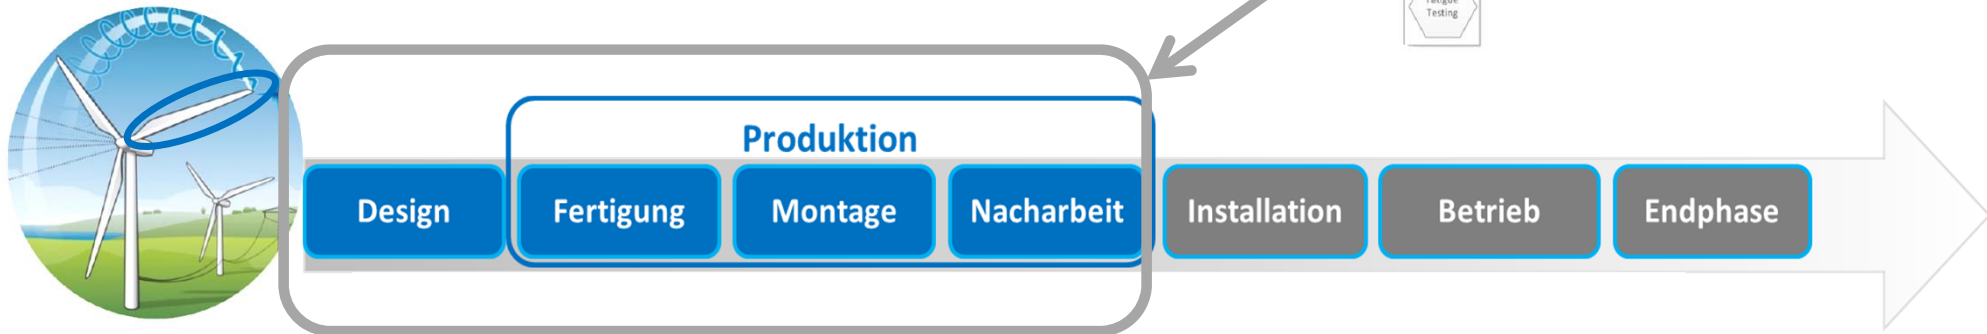 Testing
Produktion
Design
Fertigung
Montage
Nacharbeit
Installation
Betrieb
Endphase